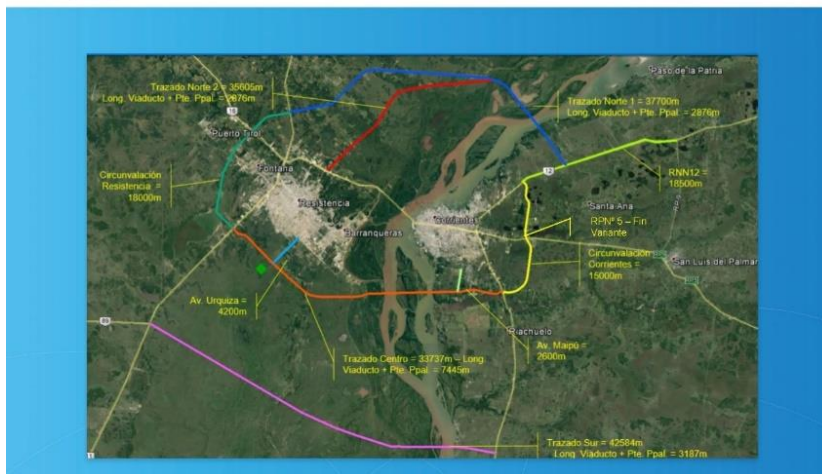 Paso de la Patria
Trazado Norte 2 = 35605m
Long. Viaducto + Pte. Ppal. = 2876m
Trazado Norte 1 = 37700m
Long. Viaducto + Pte. Ppal. = 2876m
16
Puerto Tirol
Fontana
12
Circunvalación
Resistencia =
18000m
RNN12 =
18500m
Resistencia
Santa Ana
Corrientes
RPNº 5 – Fin
Variante
Barranqueras
Circunvalación
Corrientes =
15000m
San Luis del Palmar
Av. Urquiza =
4200m
Riachuelo
Av. Maipú =
2600m
Trazado Centro = 33737m – Long.
Viaducto + Pte. Ppal. = 7445m
Trazado Sur = 42584m
Long. Viaducto + Pte. Ppal. = 3187m